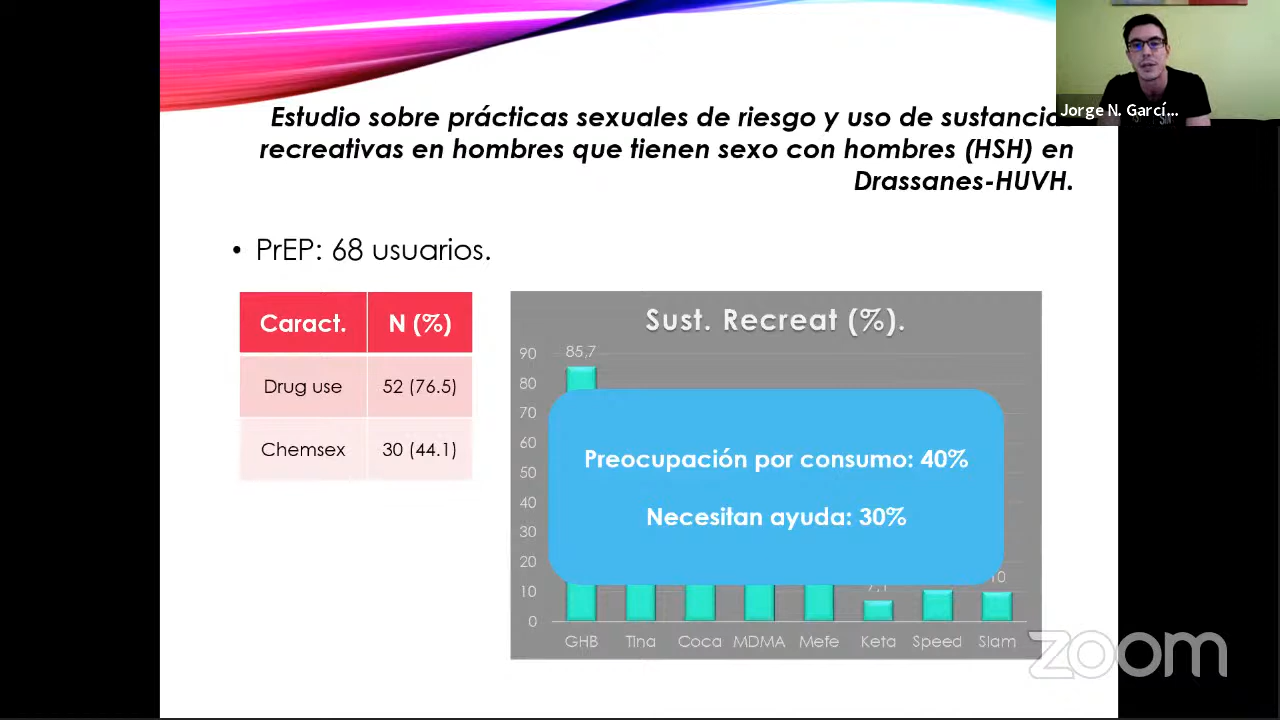 Estudio sobre prácticas sexuales de riesgo y uso de
recreativas en hombres que tienen sexo con hombres (HSH) en
Drassanes-HUVH.
Jorge N. Garcí...
• PrEP: 68 usuarios.
Caract. N (%)
Drug use 52 (76.5)
Chemsex 30 (44.1)
Sust. Recreat (%).
90
80
70
60
50
40
30
20
10
0
85,7
Preocupación por consumo: 40%
Necesitan ayuda: 30%
10
GHB Tina Coca MDMA Mefe Keta Speed Slam
zoom